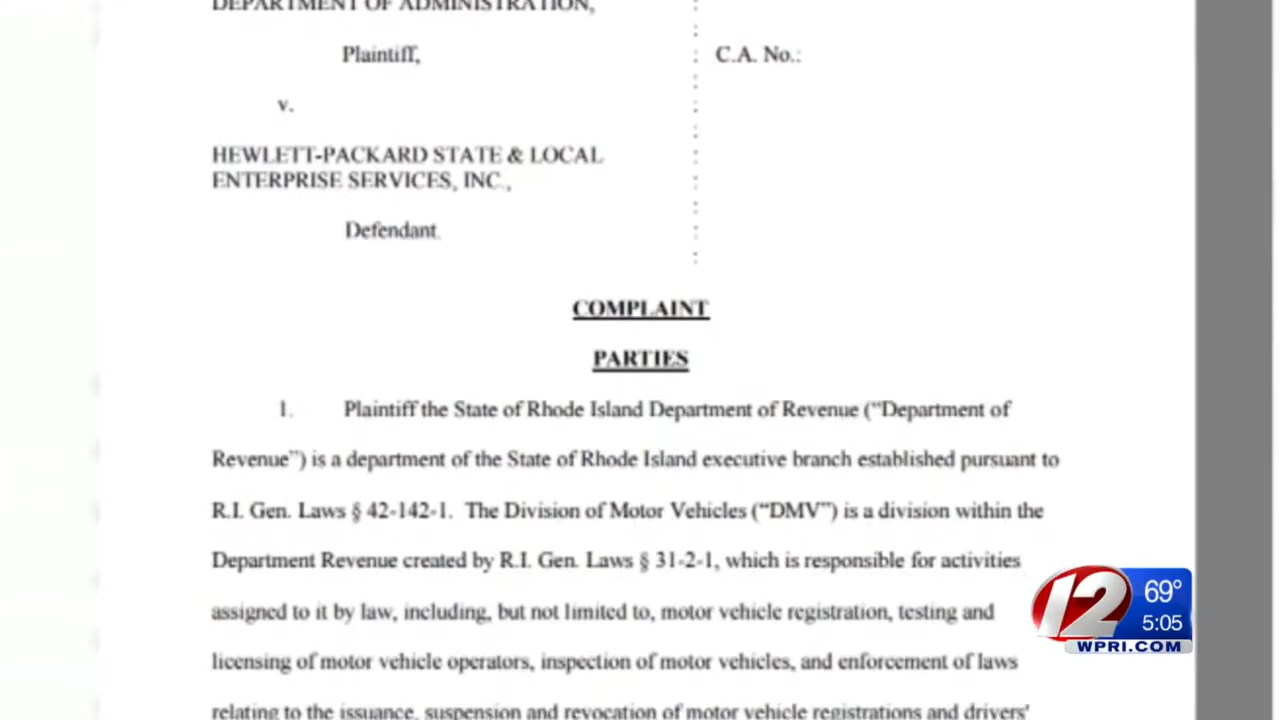 DEPARTMENT OF ADMINISTRATION,
Plaintiff,
C.A. No.:
v.
HEWLETT-PACKARD STATE & LOCAL
ENTERPRISE SERVICES, INC.,
Defendant.
COMPLAINT
PARTIES
1. Plaintiff the State of Rhode Island Department of Revenue (“Department of
Revenue”) is a department of the State of Rhode Island executive branch established pursuant to
R.I. Gen. Laws § 42-142-1. The Division of Motor Vehicles (“DMV”) is a division within the
Department Revenue created by R.I. Gen. Laws § 31-2-1, which is responsible for activities
assigned to it by law, including, but not limited to, motor vehicle registration, testing and
licensing of motor vehicle operators, inspection of motor vehicles, and enforcement of laws
relating to the issuance, suspension and revocation of motor vehicle registrations and drivers'
12
69°
5:05
WPRI.COM